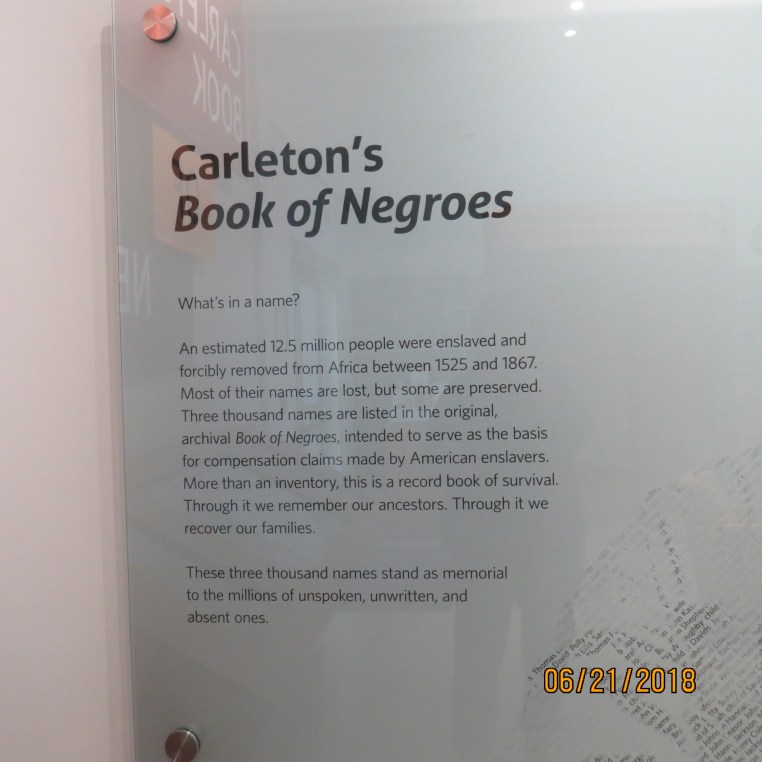 Carleton's
Book of Negroes
What's in a name?
An estimated 12.5 million people were enslaved and
forcibly removed from Africa between 1525 and 1867.
Most of their names are lost, but some are preserved.
Three thousand names are listed in the original,
archival Book of Negroes, intended to serve as the basis
for compensation claims made by American enslavers.
More than an inventory, this is a record book of survival.
Through it we remember our ancestors. Through it we
recover our families.
These three thousand names stand as memorial
to the millions of unspoken, unwritten, and
absent ones.
06/21/2018